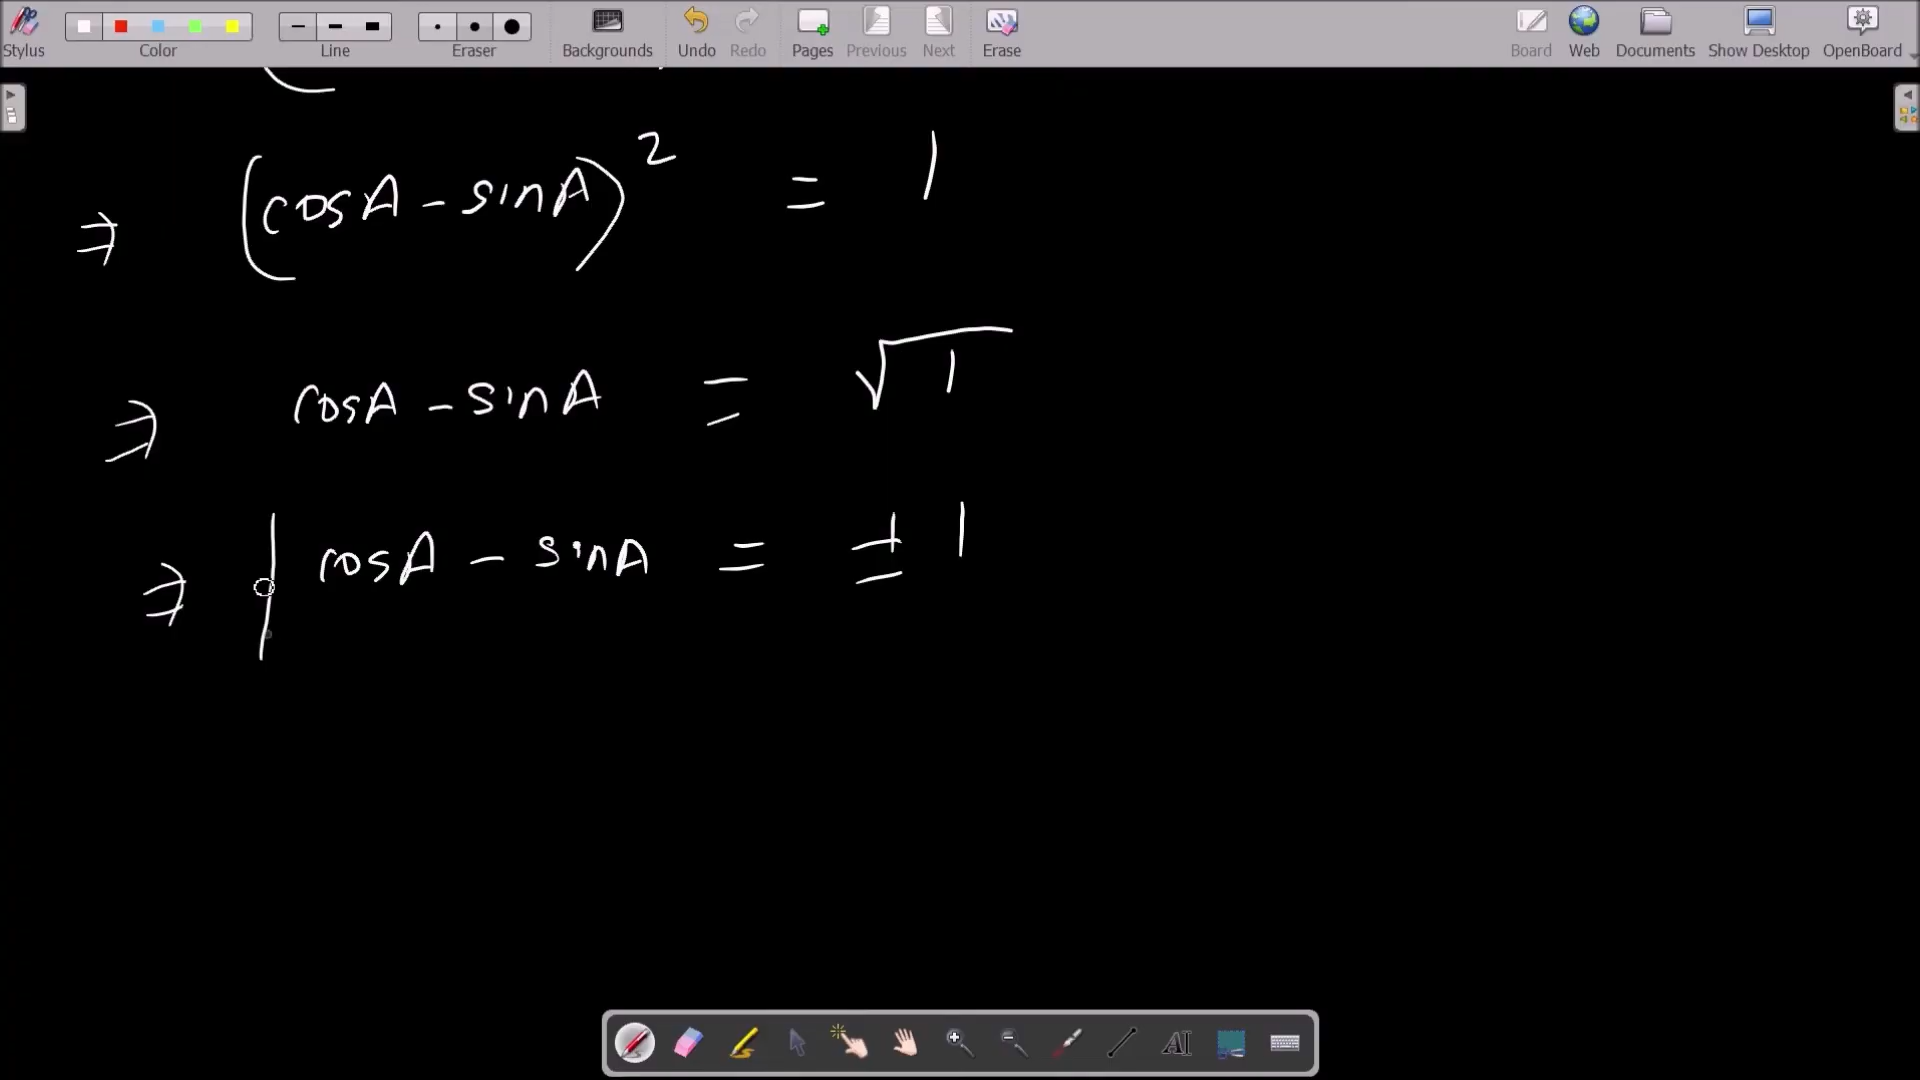 Stylus Color Line Eraser Backgrounds Undo Redo Pages Previous Next Erase Board Web Documents Show Desktop OpenBoard
⇒ (cosA - sinA)² = 1
⇒ cosA - sinA = √1
⇒ | cosA - sinA = ± 1
AI